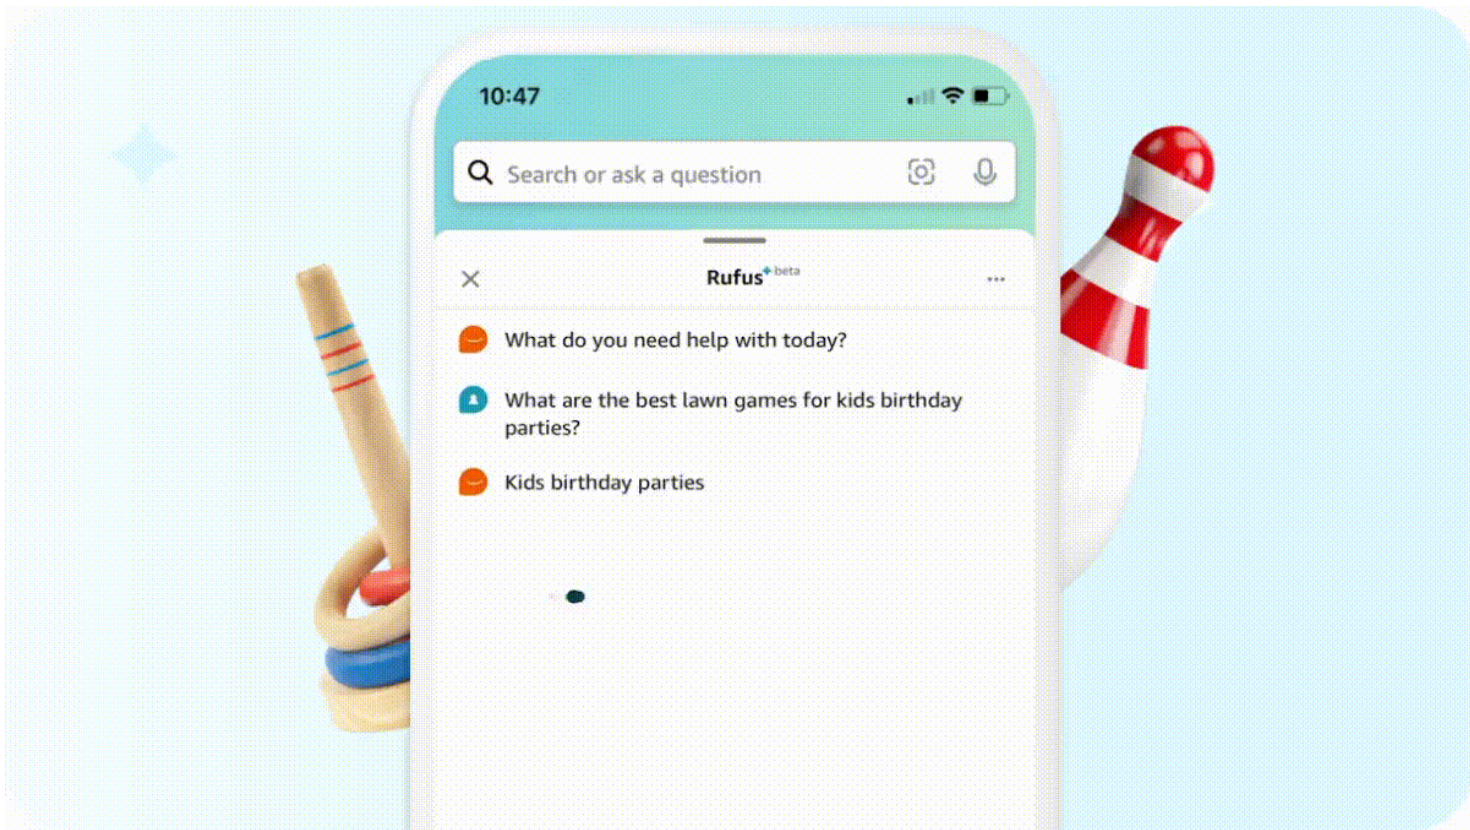 10:47
Search or ask a question
Rufus beta
What do you need help with today?
What are the best lawn games for kids birthday
parties?
Kids birthday parties